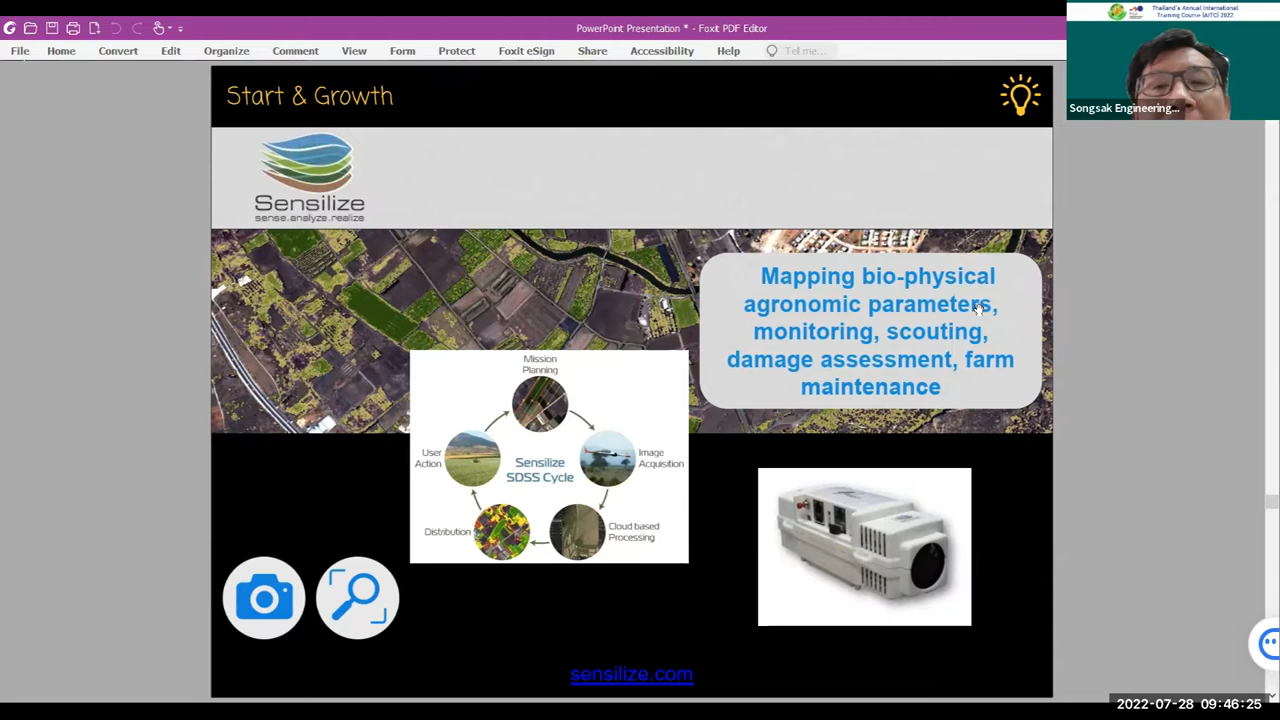 PowerPoint Presentation * - Foxit PDF Editor
File Home Convert Edit Organize Comment View Form Protect Foxit eSign Share Accessibility Help Tell me...
Thailand's Annual International
Training Course (AITC) 2022
Songsak Engineering...
Start & Growth
Sensilize
sense.analyze.realize
Mapping bio-physical
agronomic parameters,
monitoring, scouting,
damage assessment, farm
maintenance
Mission
Planning
User
Action
Sensilize
SDSS Cycle
Image
Acquisition
Distribution
Cloud based
Processing
sensilize.com
2022-07-28 09:46:25